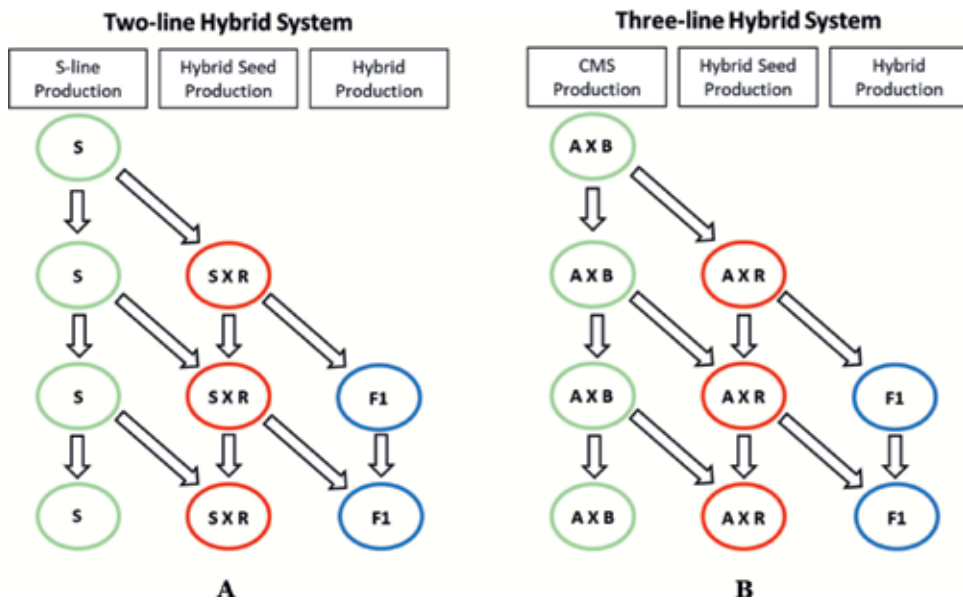 Two-line Hybrid System
S-line
Production
Hybrid Seed
Production
Hybrid
Production
S
S
S X R
S
S X R
F1
S
S X R
F1
A
Three-line Hybrid System
CMS
Production
Hybrid Seed
Production
Hybrid
Production
A X B
A X B
A X R
A X B
A X R
F1
A X B
A X R
F1
B